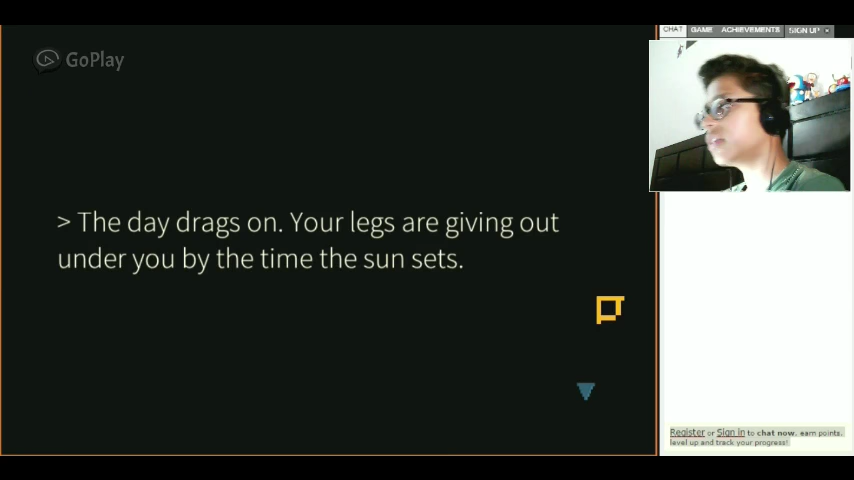 CHAT GAME ACHIEVEMENTS SIGN UP
GoPlay
> The day drags on. Your legs are giving out
under you by the time the sun sets.
Register or Sign in to chat now, earn points,
level up and track your progress!